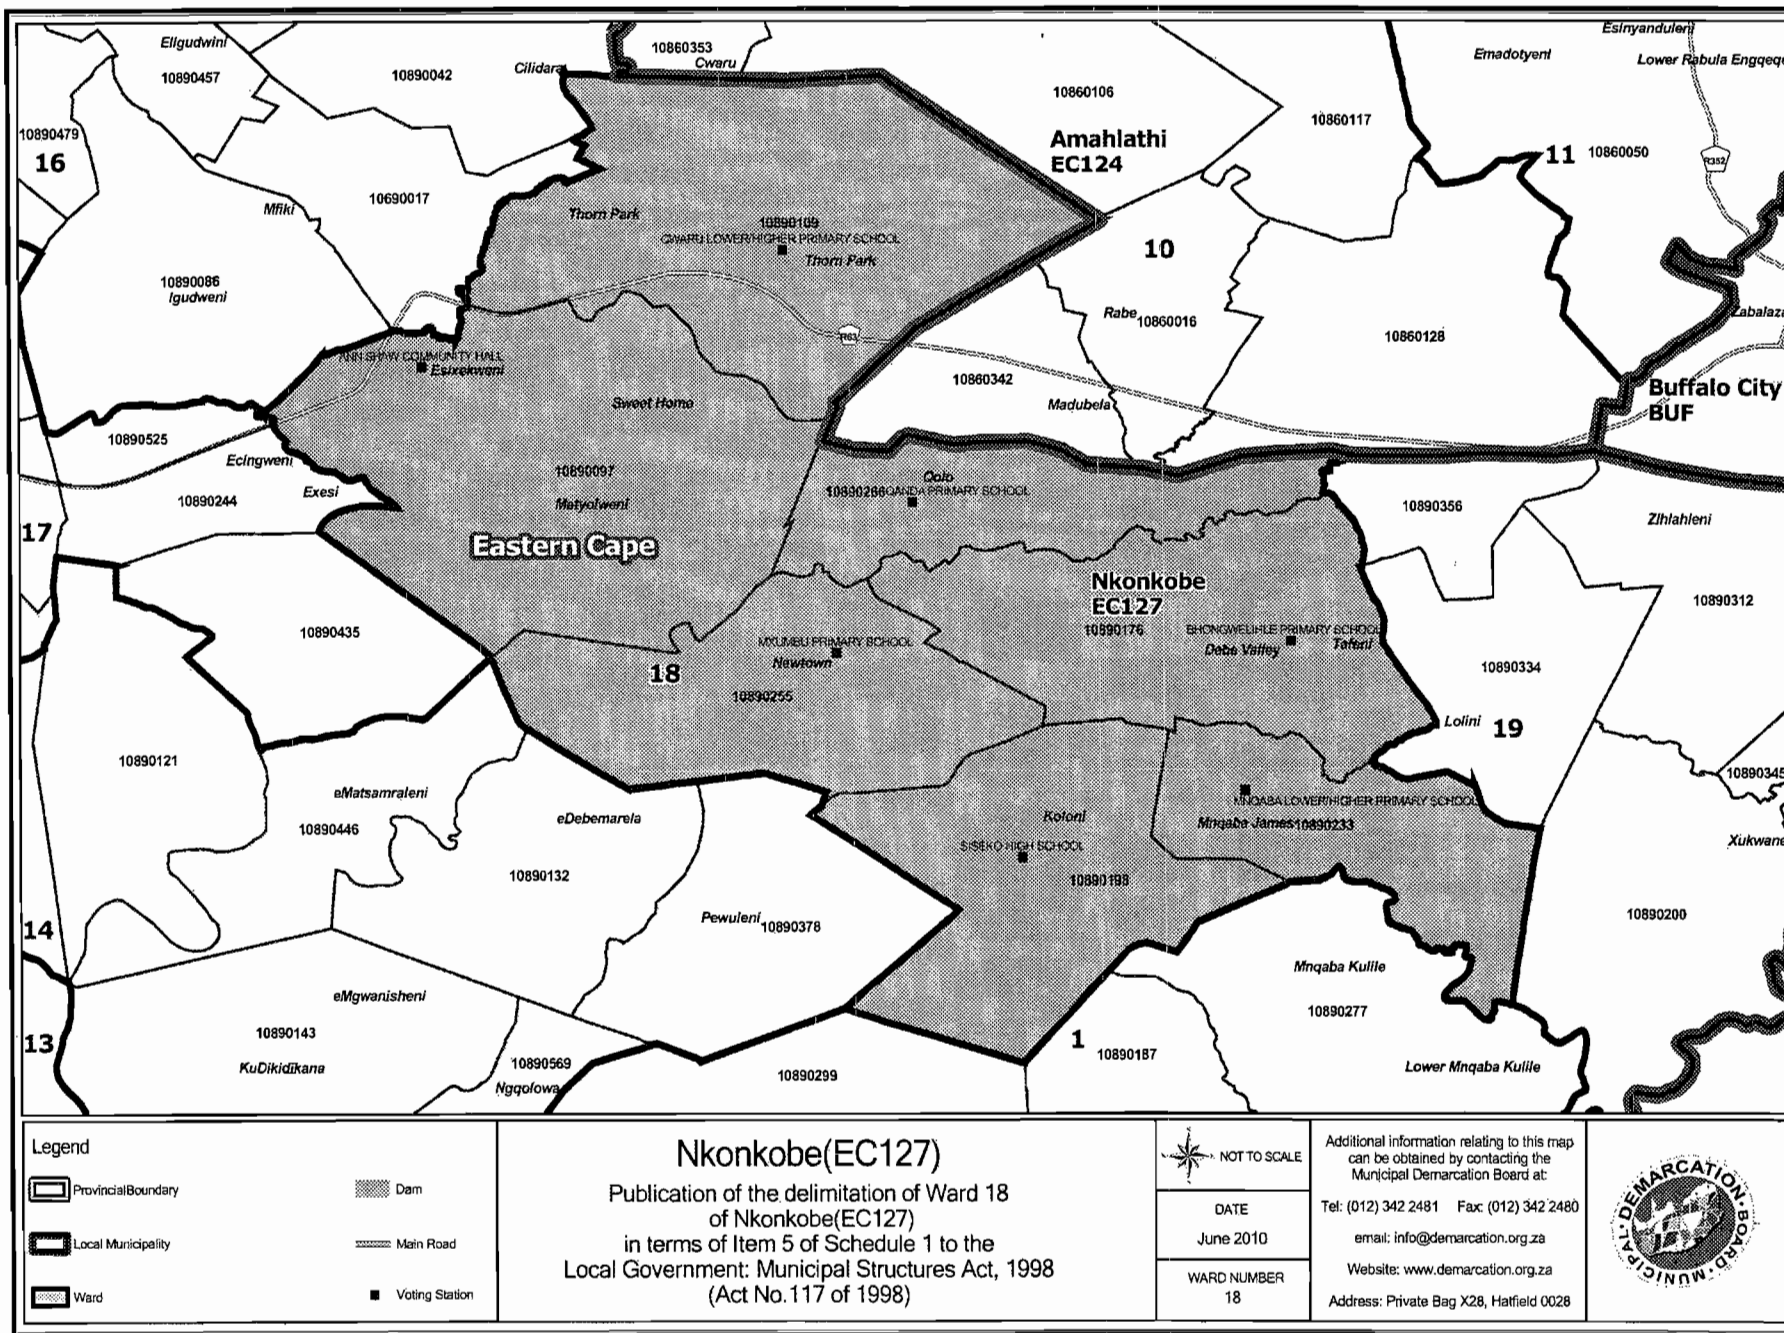 Eligudwini
10890457
10890042
Cilidara
10860353
Cwaru
10860106
10860117
Emadotyeni
Esinyanduleni
Lower Rabula Engqeqe
10890479
16
Amahlathi
EC124
11
10860050
R352
Mfiki
10690017
Thorn Park
10890109
GWARU LOWER/HIGHER PRIMARY SCHOOL
Thorn Park
10
10890086
Igudweni
Rabe
10860016
10860128
Zabalaza
R63
ANN SHAW COMMUNITY HALL
Esixekweni
10860342
Madubela
Buffalo City
BUF
Sweet Home
10890525
Ecingweni
10890244
Exesi
10890097
Matyolweni
Qolo
10890266
QANDA PRIMARY SCHOOL
10890356
Zihlahleni
17
Eastern Cape
Nkonkobe
EC127
10890176
10890312
10890435
MXUMBU PRIMARY SCHOOL
Newtown
BHONGWELIHLE PRIMARY SCHOOL
Debe Valley
Tafeni
18
10890255
10890334
Lolini
19
10890121
10890345
eMatsamraleni
10890446
eDebemarela
Koloni
MNQABA LOWER/HIGHER PRIMARY SCHOOL
Mnqaba James
10890233
Xukwane
SISEKO HIGH SCHOOL
10890132
10890198
Pewuleni
10890378
10890200
14
Mnqaba Kulile
eMgwanisheni
10890277
10890143
13
1
10890187
KuDikidikana
10890569
Ngqolowa
10890299
Lower Mnqaba Kulile
Legend
ProvincialBoundary
Dam
Local Municipality
Main Road
Ward
Voting Station
Nkonkobe(EC127)
Publication of the delimitation of Ward 18
of Nkonkobe(EC127)
in terms of Item 5 of Schedule 1 to the
Local Government: Municipal Structures Act, 1998
(Act No.117 of 1998)
NOT TO SCALE
DATE
June 2010
WARD NUMBER
18
Additional information relating to this map
can be obtained by contacting the
Municipal Demarcation Board at:
Tel: (012) 342 2481 Fax: (012) 342 2480
email: info@demarcation.org.za
Website: www.demarcation.org.za
Address: Private Bag X28, Hatfield 0028
MUNICIPAL DEMARCATION BOARD